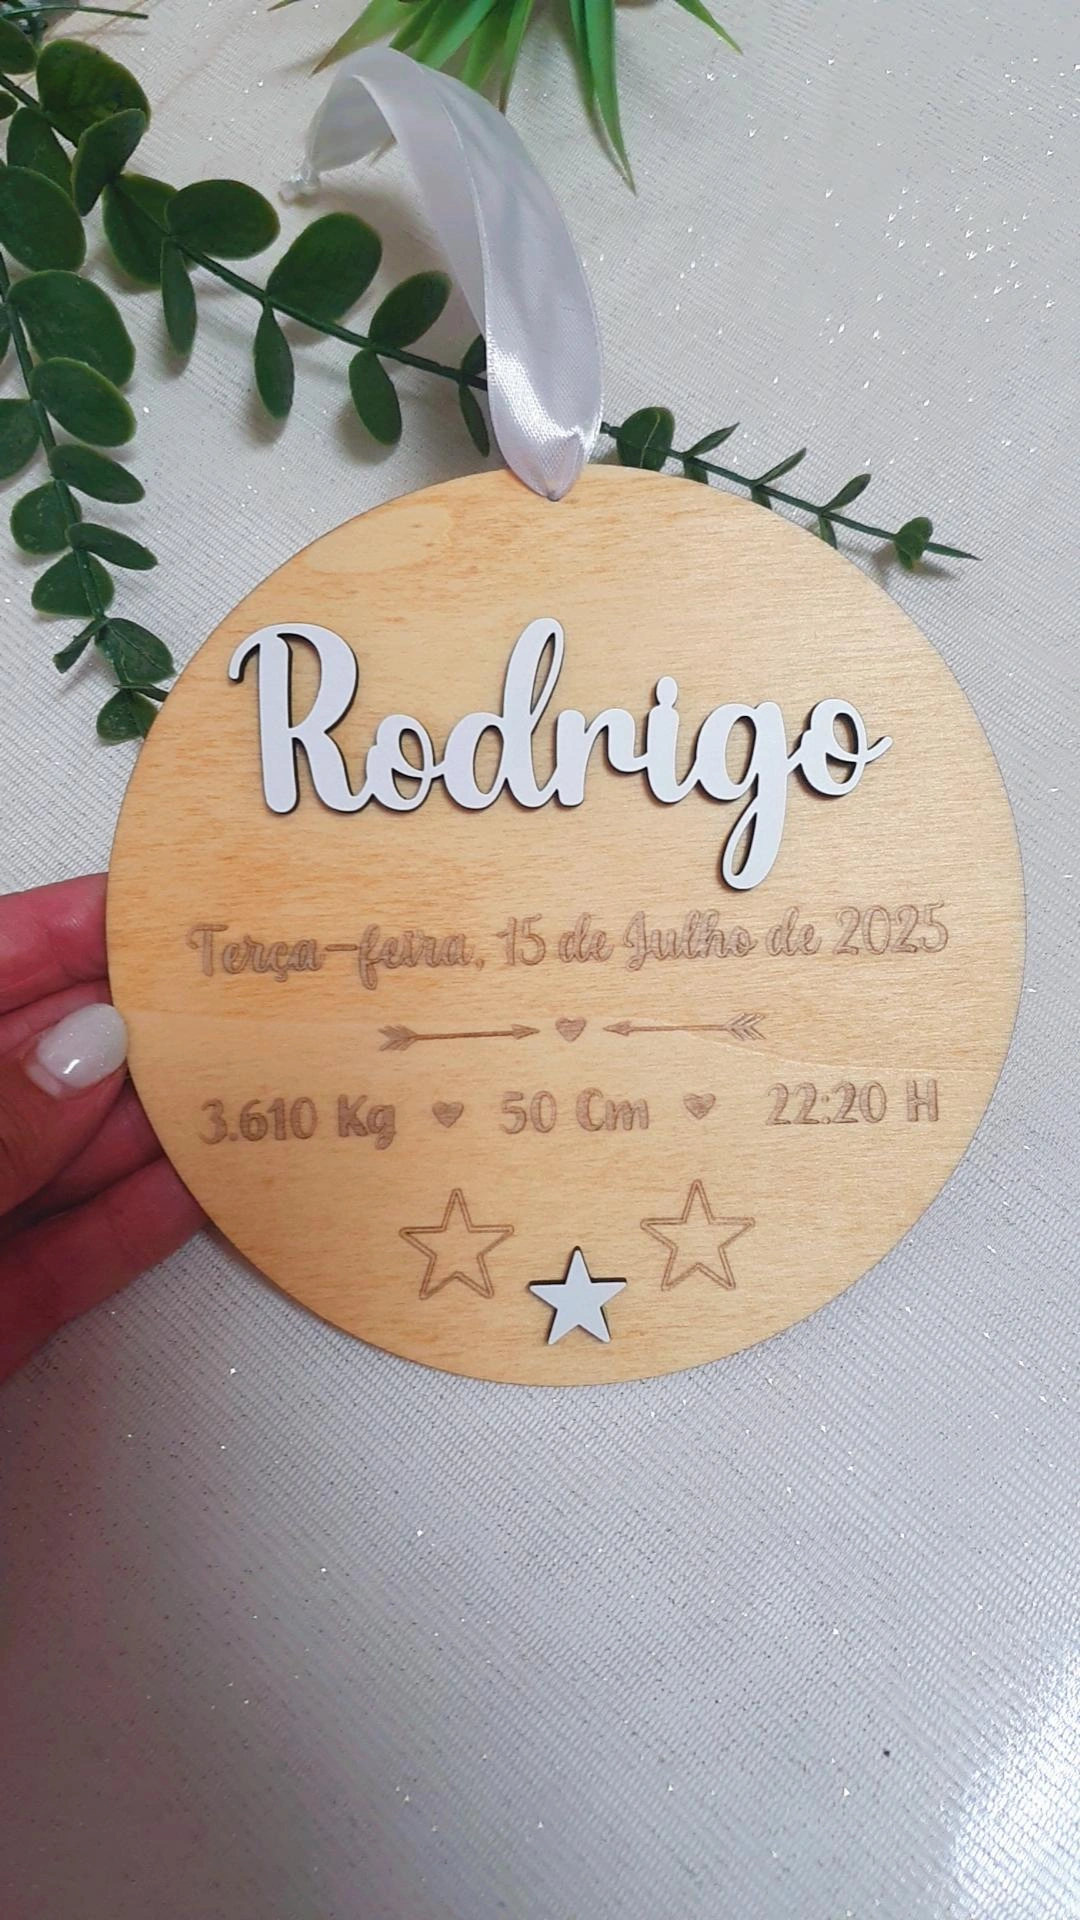 Rodrigo
Terça-feira, 15 de Julho de 2025
3.610 Kg 50 Cm 22:20 H